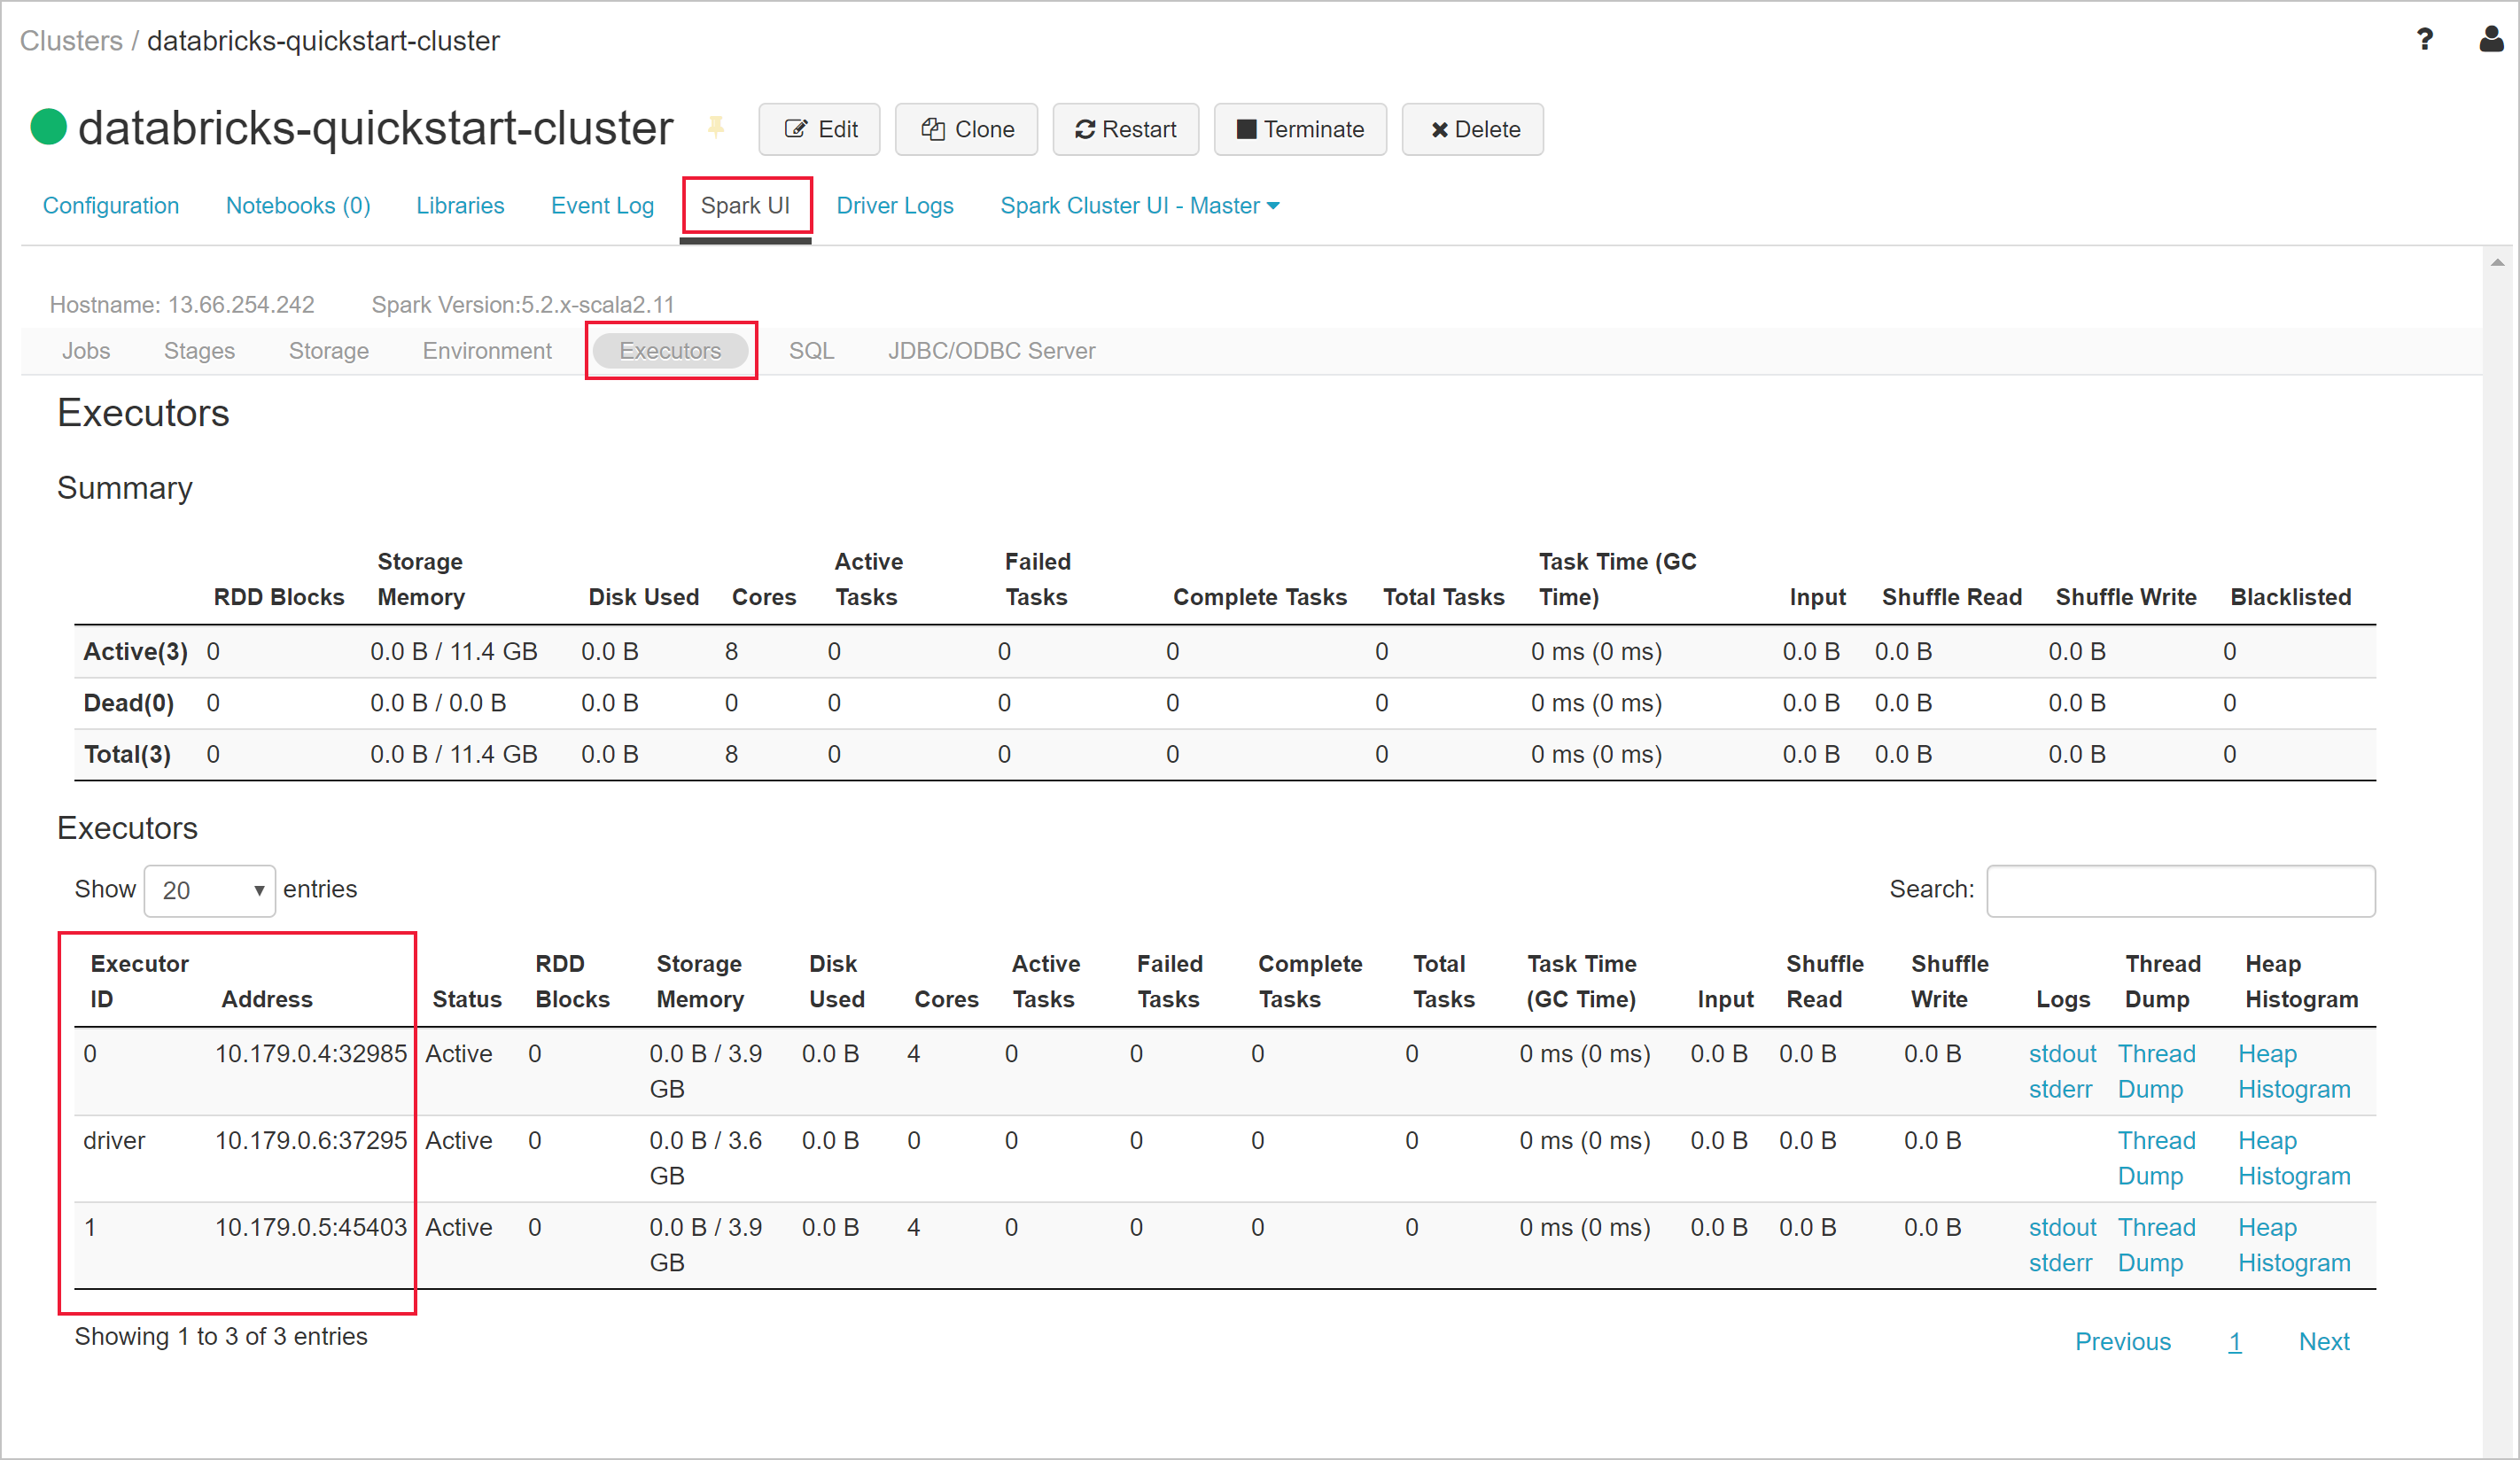 Clusters / databricks-quickstart-cluster
?
databricks-quickstart-cluster Edit Clone Restart Terminate Delete
Configuration Notebooks (0) Libraries Event Log Spark UI Driver Logs Spark Cluster UI - Master
Hostname: 13.66.254.242 Spark Version:5.2.x-scala2.11
Jobs Stages Storage Environment Executors SQL JDBC/ODBC Server
Executors
Summary
RDD Blocks Storage Memory Disk Used Cores Active Tasks Failed Tasks Complete Tasks Total Tasks Task Time (GC Time) Input Shuffle Read Shuffle Write Blacklisted
Active(3) 0 0.0 B / 11.4 GB 0.0 B 8 0 0 0 0 0 ms (0 ms) 0.0 B 0.0 B 0.0 B 0
Dead(0) 0 0.0 B / 0.0 B 0.0 B 0 0 0 0 0 0 ms (0 ms) 0.0 B 0.0 B 0.0 B 0
Total(3) 0 0.0 B / 11.4 GB 0.0 B 8 0 0 0 0 0 ms (0 ms) 0.0 B 0.0 B 0.0 B 0
Executors
Show 20 entries Search:
Executor ID Address Status RDD Blocks Storage Memory Disk Used Cores Active Tasks Failed Tasks Complete Tasks Total Tasks Task Time (GC Time) Input Shuffle Read Shuffle Write Logs Thread Dump Heap Histogram
0 10.179.0.4:32985 Active 0 0.0 B / 3.9 GB 0.0 B 4 0 0 0 0 0 ms (0 ms) 0.0 B 0.0 B 0.0 B stdout stderr Thread Dump Heap Histogram
driver 10.179.0.6:37295 Active 0 0.0 B / 3.6 GB 0.0 B 0 0 0 0 0 0 ms (0 ms) 0.0 B 0.0 B 0.0 B Thread Dump Heap Histogram
1 10.179.0.5:45403 Active 0 0.0 B / 3.9 GB 0.0 B 4 0 0 0 0 0 ms (0 ms) 0.0 B 0.0 B 0.0 B stdout stderr Thread Dump Heap Histogram
Showing 1 to 3 of 3 entries
Previous 1 Next